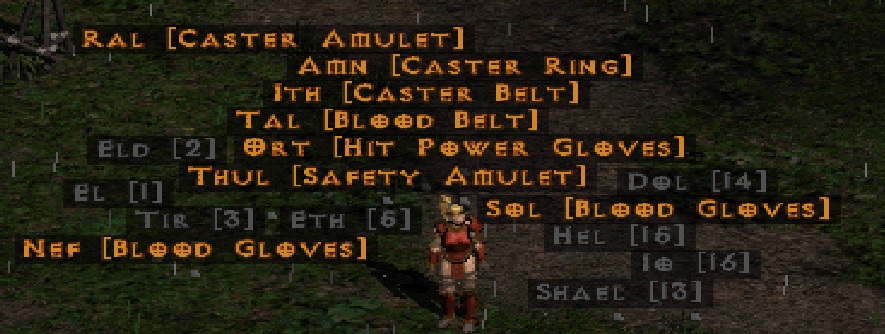 Ral [Caster Amulet]
Amn [Caster Ring]
Ith [Caster Belt]
Tal [Blood Belt]
Eld [2] Ort [Hit Power Gloves]
Thul [Safety Amulet] Dol [14]
El [1]
Sol [Blood Gloves]
Tir [3] Eth [5]
Hel [15]
Nef [Blood Gloves]
Io [16]
Shael [13]